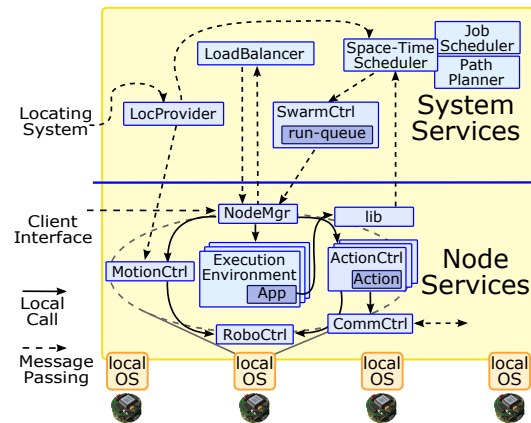 Job
Scheduler
Space-Time
Scheduler
Path
Planner
LoadBalancer
Locating
System
LocProvider
SwarmCtrl
run-queue
System
Services
Client
Interface
NodeMgr
lib
MotionCtrl
Execution
Environment
App
ActionCtrl
Action
Node
Services
Local
Call
RoboCtrl
CommCtrl
Message
Passing
local
OS
local
OS
local
OS
local
OS